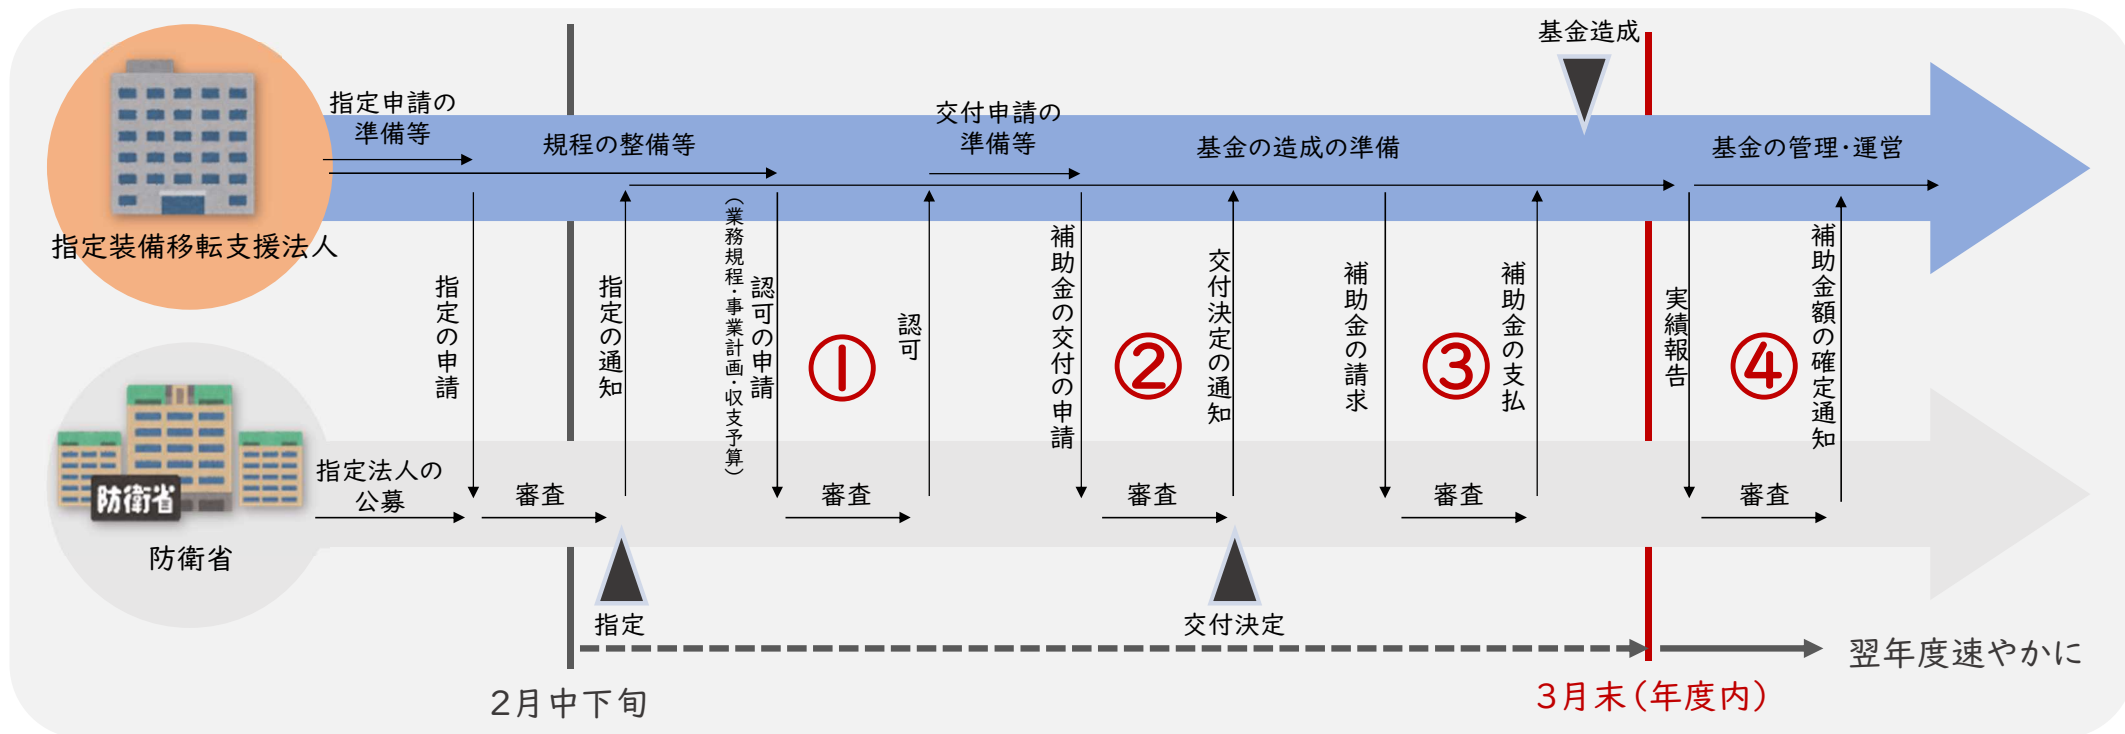 基金造成
指定申請の
準備等
規程の整備等
交付申請の
準備等
基金の造成の準備
基金の管理・運営
指定装備移転支援法人
指定の申請
指定の通知
(業務規程・事業計画・収支予算)
認可の申請
①
認可
補助金の交付の申請
②
交付決定の通知
補助金の請求
③
補助金の支払
実績報告
④
補助金額の確定通知
防衛省
防衛省
指定法人の
公募
審査
審査
審査
審査
審査
指定
交付決定
翌年度速やかに
2月中下旬
3月末(年度内)